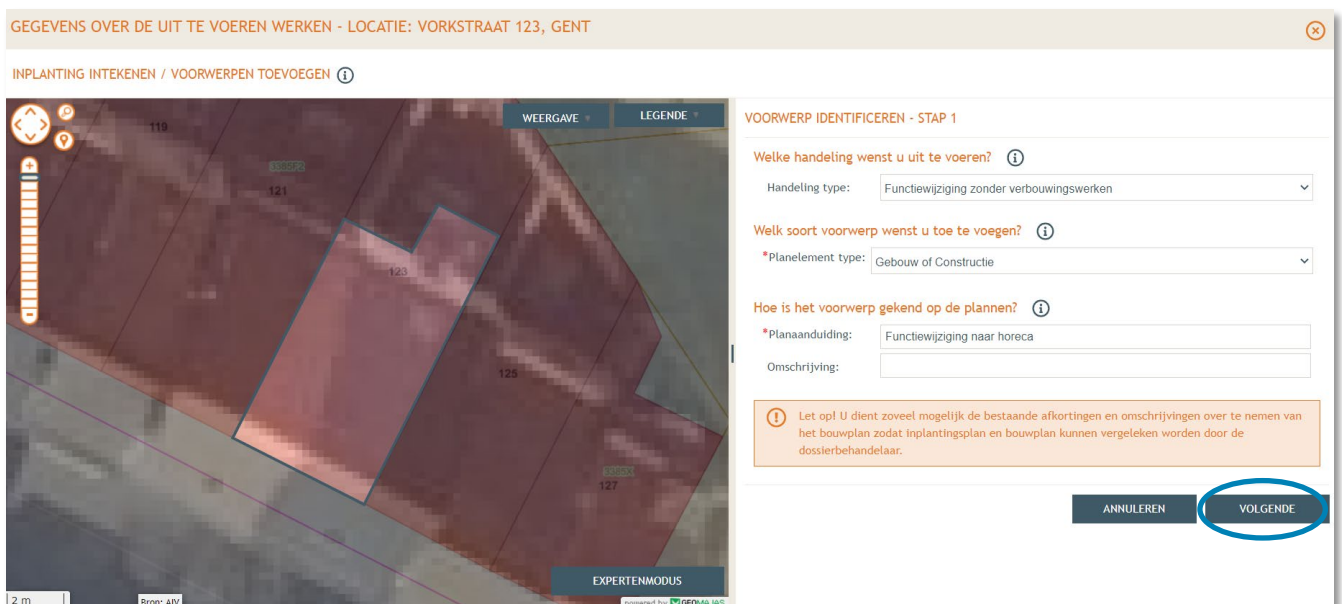 GEGEVENS OVER DE UIT TE VOEREN WERKEN - LOCATIE: VORKSTRAAT 123, GENT
INPLANTING INTEKENEN / VOORWERPEN TOEVOEGEN
WEERGAVE
LEGENDE
119
121
123
125
127
2 m
Bron: AIV
EXPERTENMODUS
powered by GEOMAJAS
VOORWERP IDENTIFICEREN - STAP 1
Welke handeling wenst u uit te voeren?
Handeling type: Functiewijziging zonder verbouwingswerken
Welk soort voorwerp wenst u toe te voegen?
*Planelement type: Gebouw of Constructie
Hoe is het voorwerp gekend op de plannen?
*Planaanduiding: Functiewijziging naar horeca
Omschrijving:
Let op! U dient zoveel mogelijk de bestaande afkortingen en omschrijvingen over te nemen van
het bouwplan zodat inplantingsplan en bouwplan kunnen vergeleken worden door de
dossierbehandelaar.
ANNULEREN
VOLGENDE